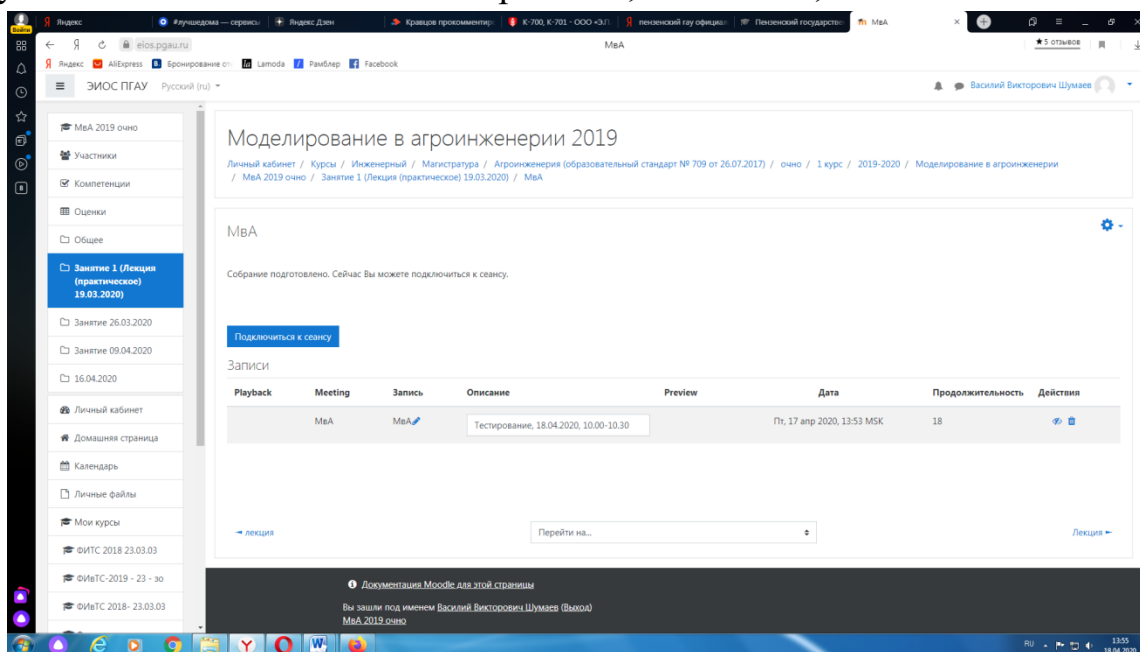 Войти
Яндекс
#лучшедома — сервисы
Яндекс Дзен
Кравцов прокомментир
К-700, К-701 - ООО «Э.П.
пензенский гау официал
Пензенский государстве
МвА
eios.pgau.ru
МвА
★ 5 отзывов
Яндекс AliExpress Бронирование от Lamoda Рамблер Facebook
ЭИОС ПГАУ Русский (ru)
Василий Викторович Шумаев
МвА 2019 очно
Участники
Компетенции
Оценки
Общее
Занятие 1 (Лекция
(практическое)
19.03.2020)
Занятие 26.03.2020
Занятие 09.04.2020
16.04.2020
Личный кабинет
Домашняя страница
Календарь
Личные файлы
Мои курсы
ФИТС 2018 23.03.03
ФИвТС-2019 - 23 - зо
ФИвТС 2018- 23.03.03
Моделирование в агроинженерии 2019
Личный кабинет / Курсы / Инженерный / Магистратура / Агроинженерия (образовательный стандарт № 709 от 26.07.2017) / очно / 1 курс / 2019-2020 / Моделирование в агроинженерии
/ МвА 2019 очно / Занятие 1 (Лекция (практическое) 19.03.2020) / МвА
МвА
Собрание подготовлено. Сейчас Вы можете подключиться к сеансу.
Подключиться к сеансу
Записи
Playback Meeting Запись Описание Preview Дата Продолжительность Действия
МвА МвА Тестирование, 18.04.2020, 10.00-10.30 Пт, 17 апр 2020, 13:53 MSK 18
◄ лекция
Перейти на...
Лекция ►
Документация Moodle для этой страницы
Вы зашли под именем Василий Викторович Шумаев (Выход)
МвА 2019 очно
RU
13:55
18.04.2020